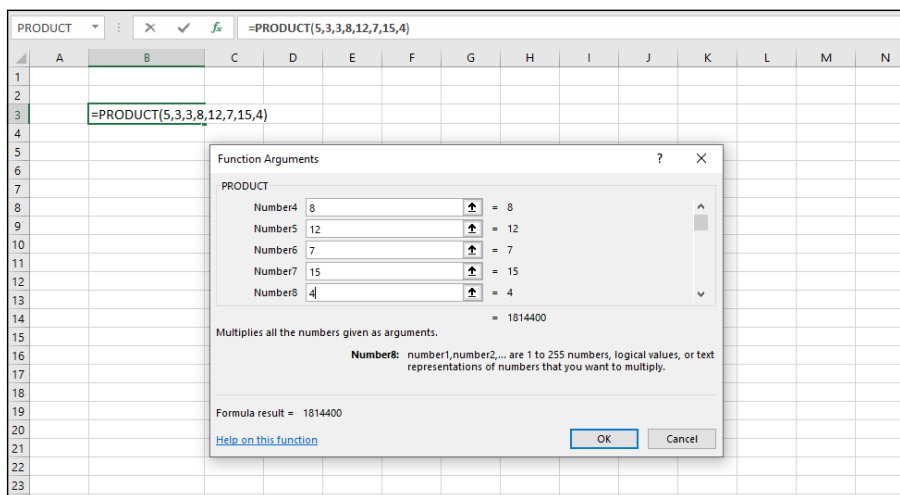 PRODUCT =PRODUCT(5,3,3,8,12,7,15,4)
A B C D E F G H I J K L M N
1
2
3 =PRODUCT(5,3,3,8,12,7,15,4)
4
5
6
7
8
9
10
11
12
13
14
15
16
17
18
19
20
21
22
23
Function Arguments ?
PRODUCT
Number4 8 = 8
Number5 12 = 12
Number6 7 = 7
Number7 15 = 15
Number8 4 = 4
= 1814400
Multiplies all the numbers given as arguments.
Number8: number1,number2,... are 1 to 255 numbers, logical values, or text
representations of numbers that you want to multiply.
Formula result = 1814400
Help on this function OK Cancel